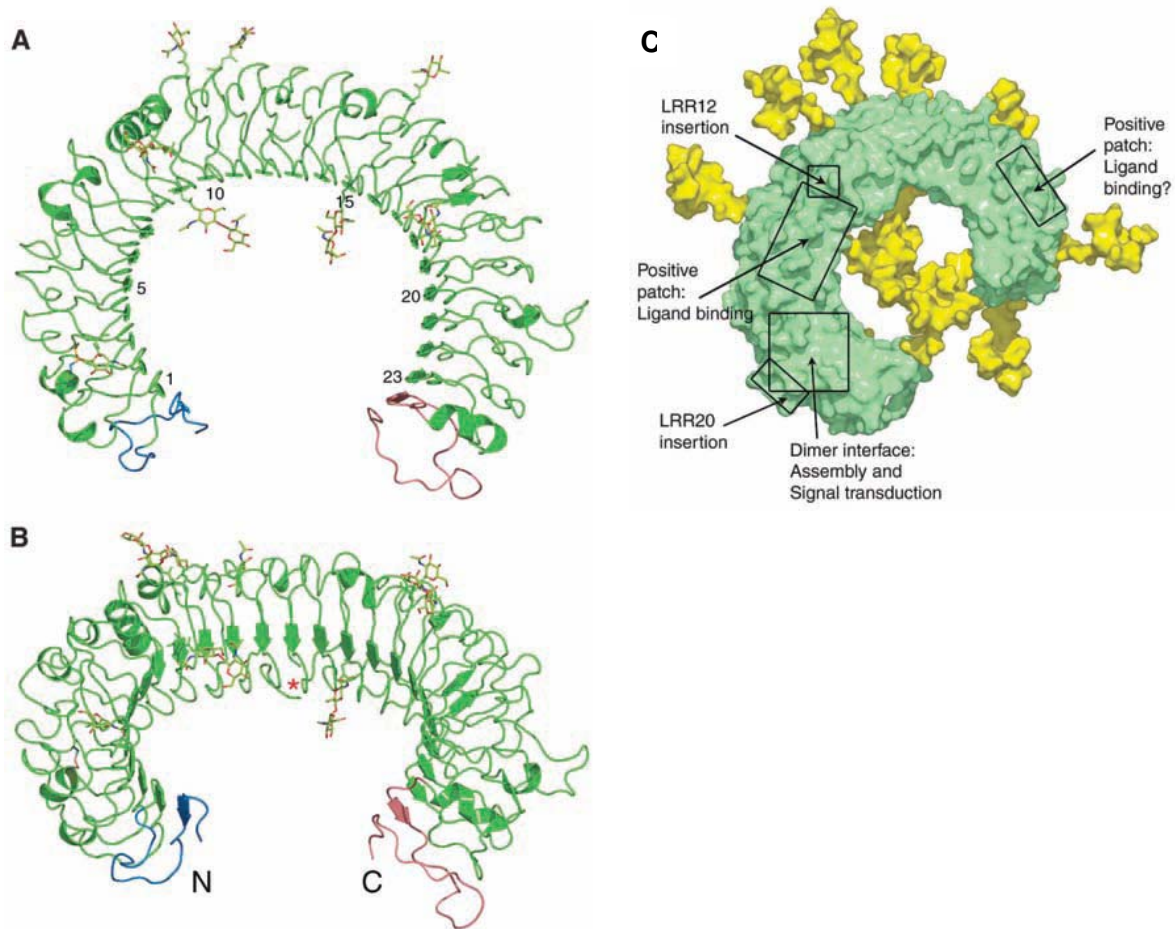 A
1
5
10
15
20
23
B
*
N
C
C
LRR12
insertion
Positive
patch:
Ligand
binding?
Positive
patch:
Ligand binding
LRR20
insertion
Dimer interface:
Assembly and
Signal transduction